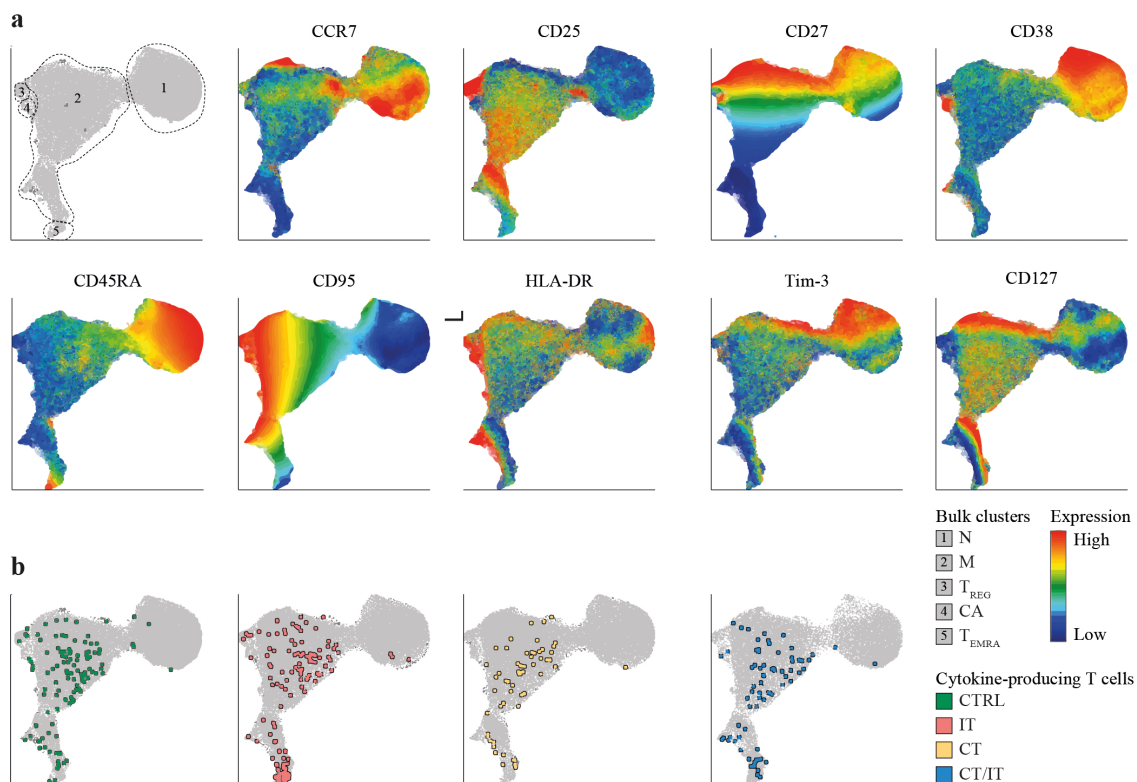 a
CCR7
CD25
CD27
CD38
1
2
3
4
5
CD45RA
CD95
HLA-DR
Tim-3
CD127
Bulk clusters
1 N
2 M
3 TREG
4 CA
5 TEMRA
Expression
High
Low
b
Cytokine-producing T cells
CTRL
IT
CT
CT/IT